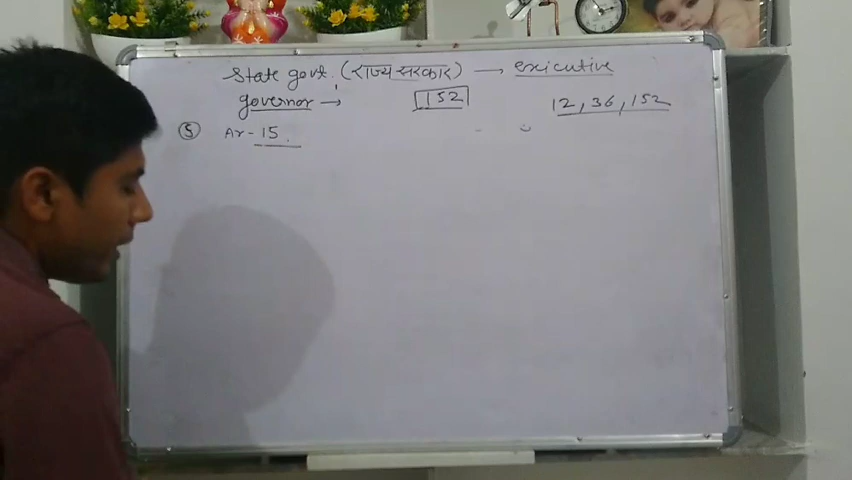 State govt. (राज्य सरकार) → exicutive
governor → 152 12, 36, 152
⑤ Ar - 15.